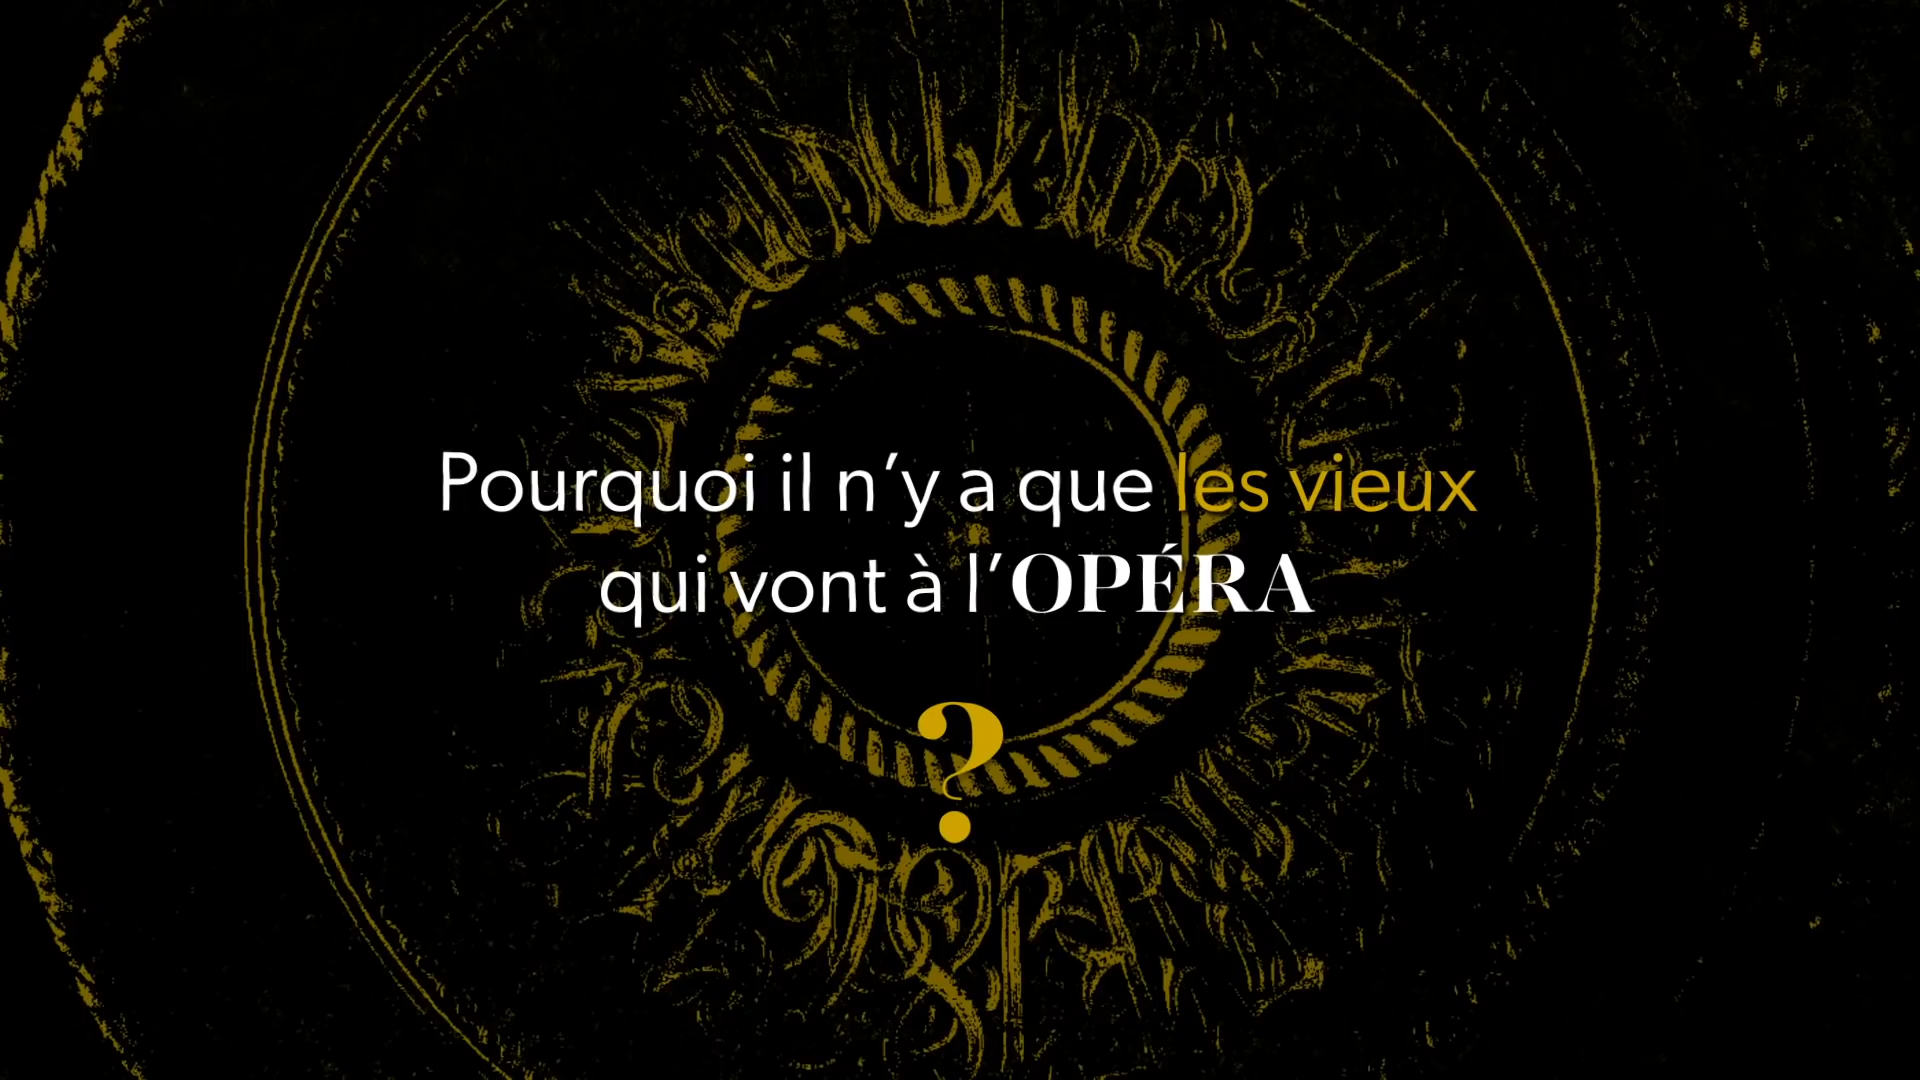 Pourquoi il n’y a que les vieux
qui vont à l’OPÉRA
?